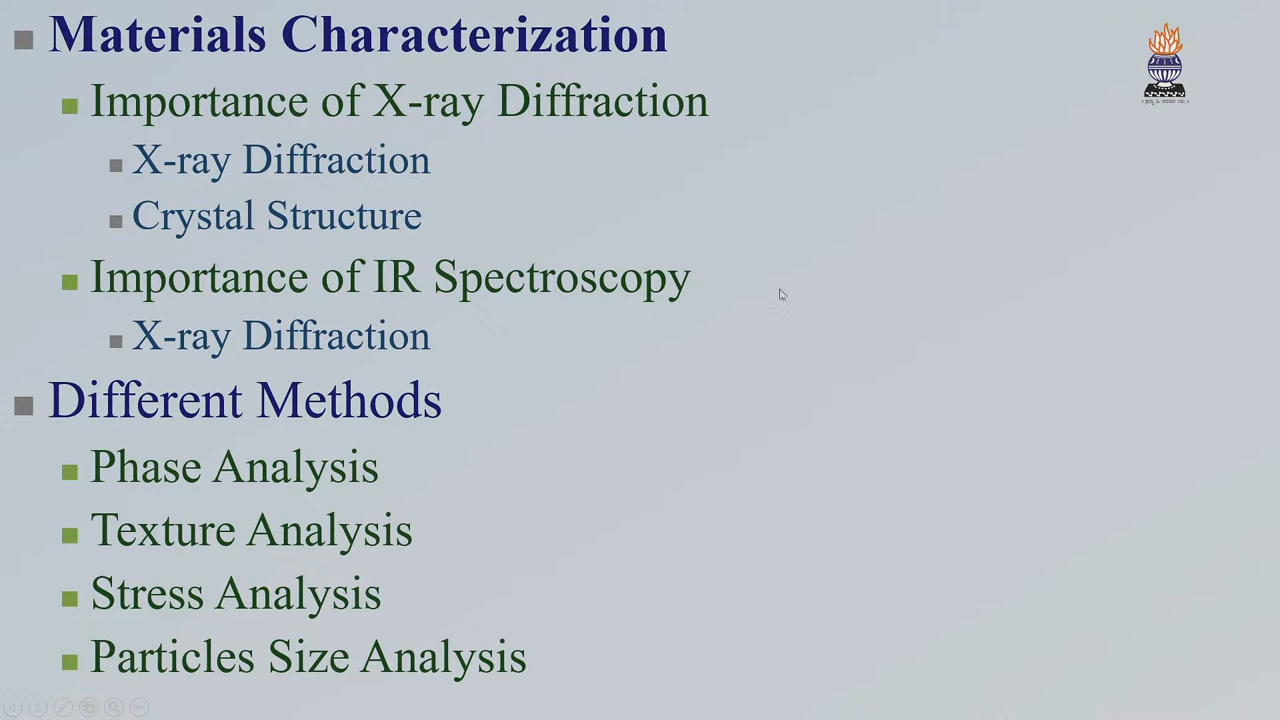 Materials Characterization
Importance of X-ray Diffraction
X-ray Diffraction
Crystal Structure
Importance of IR Spectroscopy
X-ray Diffraction
Different Methods
Phase Analysis
Texture Analysis
Stress Analysis
Particles Size Analysis